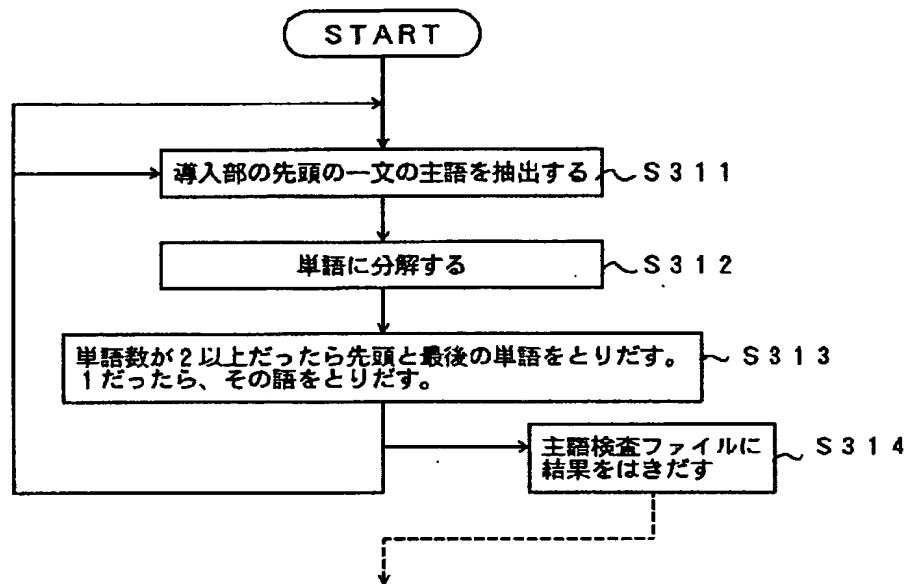 START
導入部の先頭の一文の主語を抽出する
S311
単語に分解する
S312
単語数が2以上だったら先頭と最後の単語をとりだす。
1だったら、その語をとりだす。
S313
主語検査ファイルに
結果をはきだす
S314